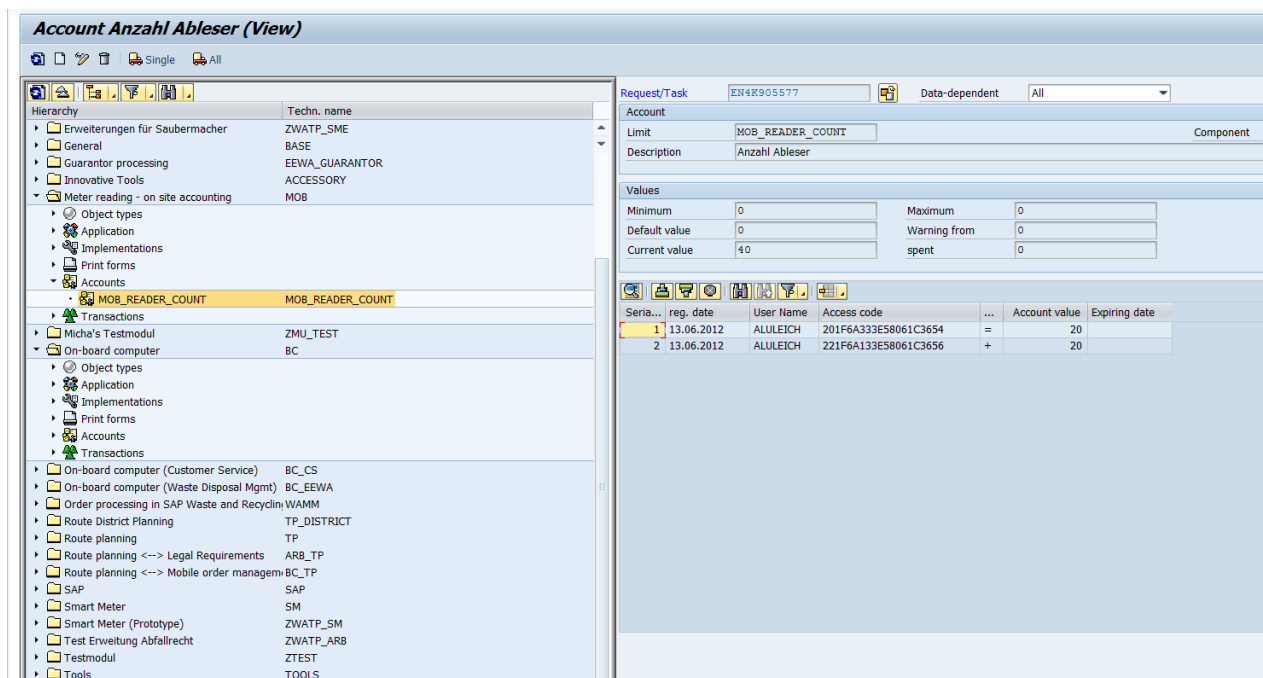 Account Anzahl Ableser (View)
Single All
Hierarchy Techn. name
Erweiterungen für Saubermacher ZWATP_SME
General BASE
Guarantor processing EEWA_GUARANTOR
Innovative Tools ACCESSORY
Meter reading - on site accounting MOB
Object types
Application
Implementations
Print forms
Accounts
MOB_READER_COUNT MOB_READER_COUNT
Transactions
Micha's Testmodul ZMU_TEST
On-board computer BC
Object types
Application
Implementations
Print forms
Accounts
Transactions
On-board computer (Customer Service) BC_CS
On-board computer (Waste Disposal Mgmt) BC_EEWA
Order processing in SAP Waste and Recyclin WAMM
Route District Planning TP_DISTRICT
Route planning TP
Route planning <--> Legal Requirements ARB_TP
Route planning <--> Mobile order managem BC_TP
SAP SAP
Smart Meter SM
Smart Meter (Prototype) ZWATP_SM
Test Erweitung Abfallrecht ZWATP_ARB
Testmodul ZTEST
Tools TOOLS
Request/Task EN4K905577 Data-dependent All
Account
Limit MOB_READER_COUNT Component
Description Anzahl Ableser
Values
Minimum 0 Maximum 0
Default value 0 Warning from 0
Current value 40 spent 0
Seria... reg. date User Name Access code ... Account value Expiring date
1 13.06.2012 ALULEICH 201F6A333E58061C3654 = 20
2 13.06.2012 ALULEICH 221F6A133E58061C3656 + 20